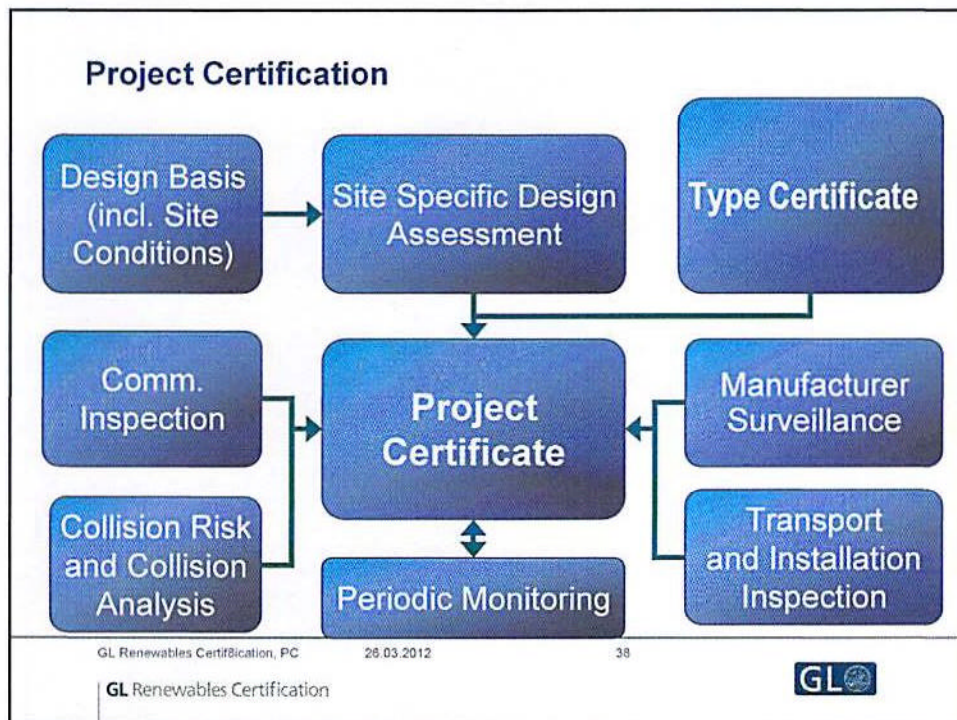 Project Certification
Design Basis
(incl. Site
Conditions)
Site Specific Design
Assessment
Type Certificate
Comm.
Inspection
Project
Certificate
Manufacturer
Surveillance
Collision Risk
and Collision
Analysis
Periodic Monitoring
Transport
and Installation
Inspection
GL Renewables Certif8ication, PC
26.03.2012
38
GL Renewables Certification
GL